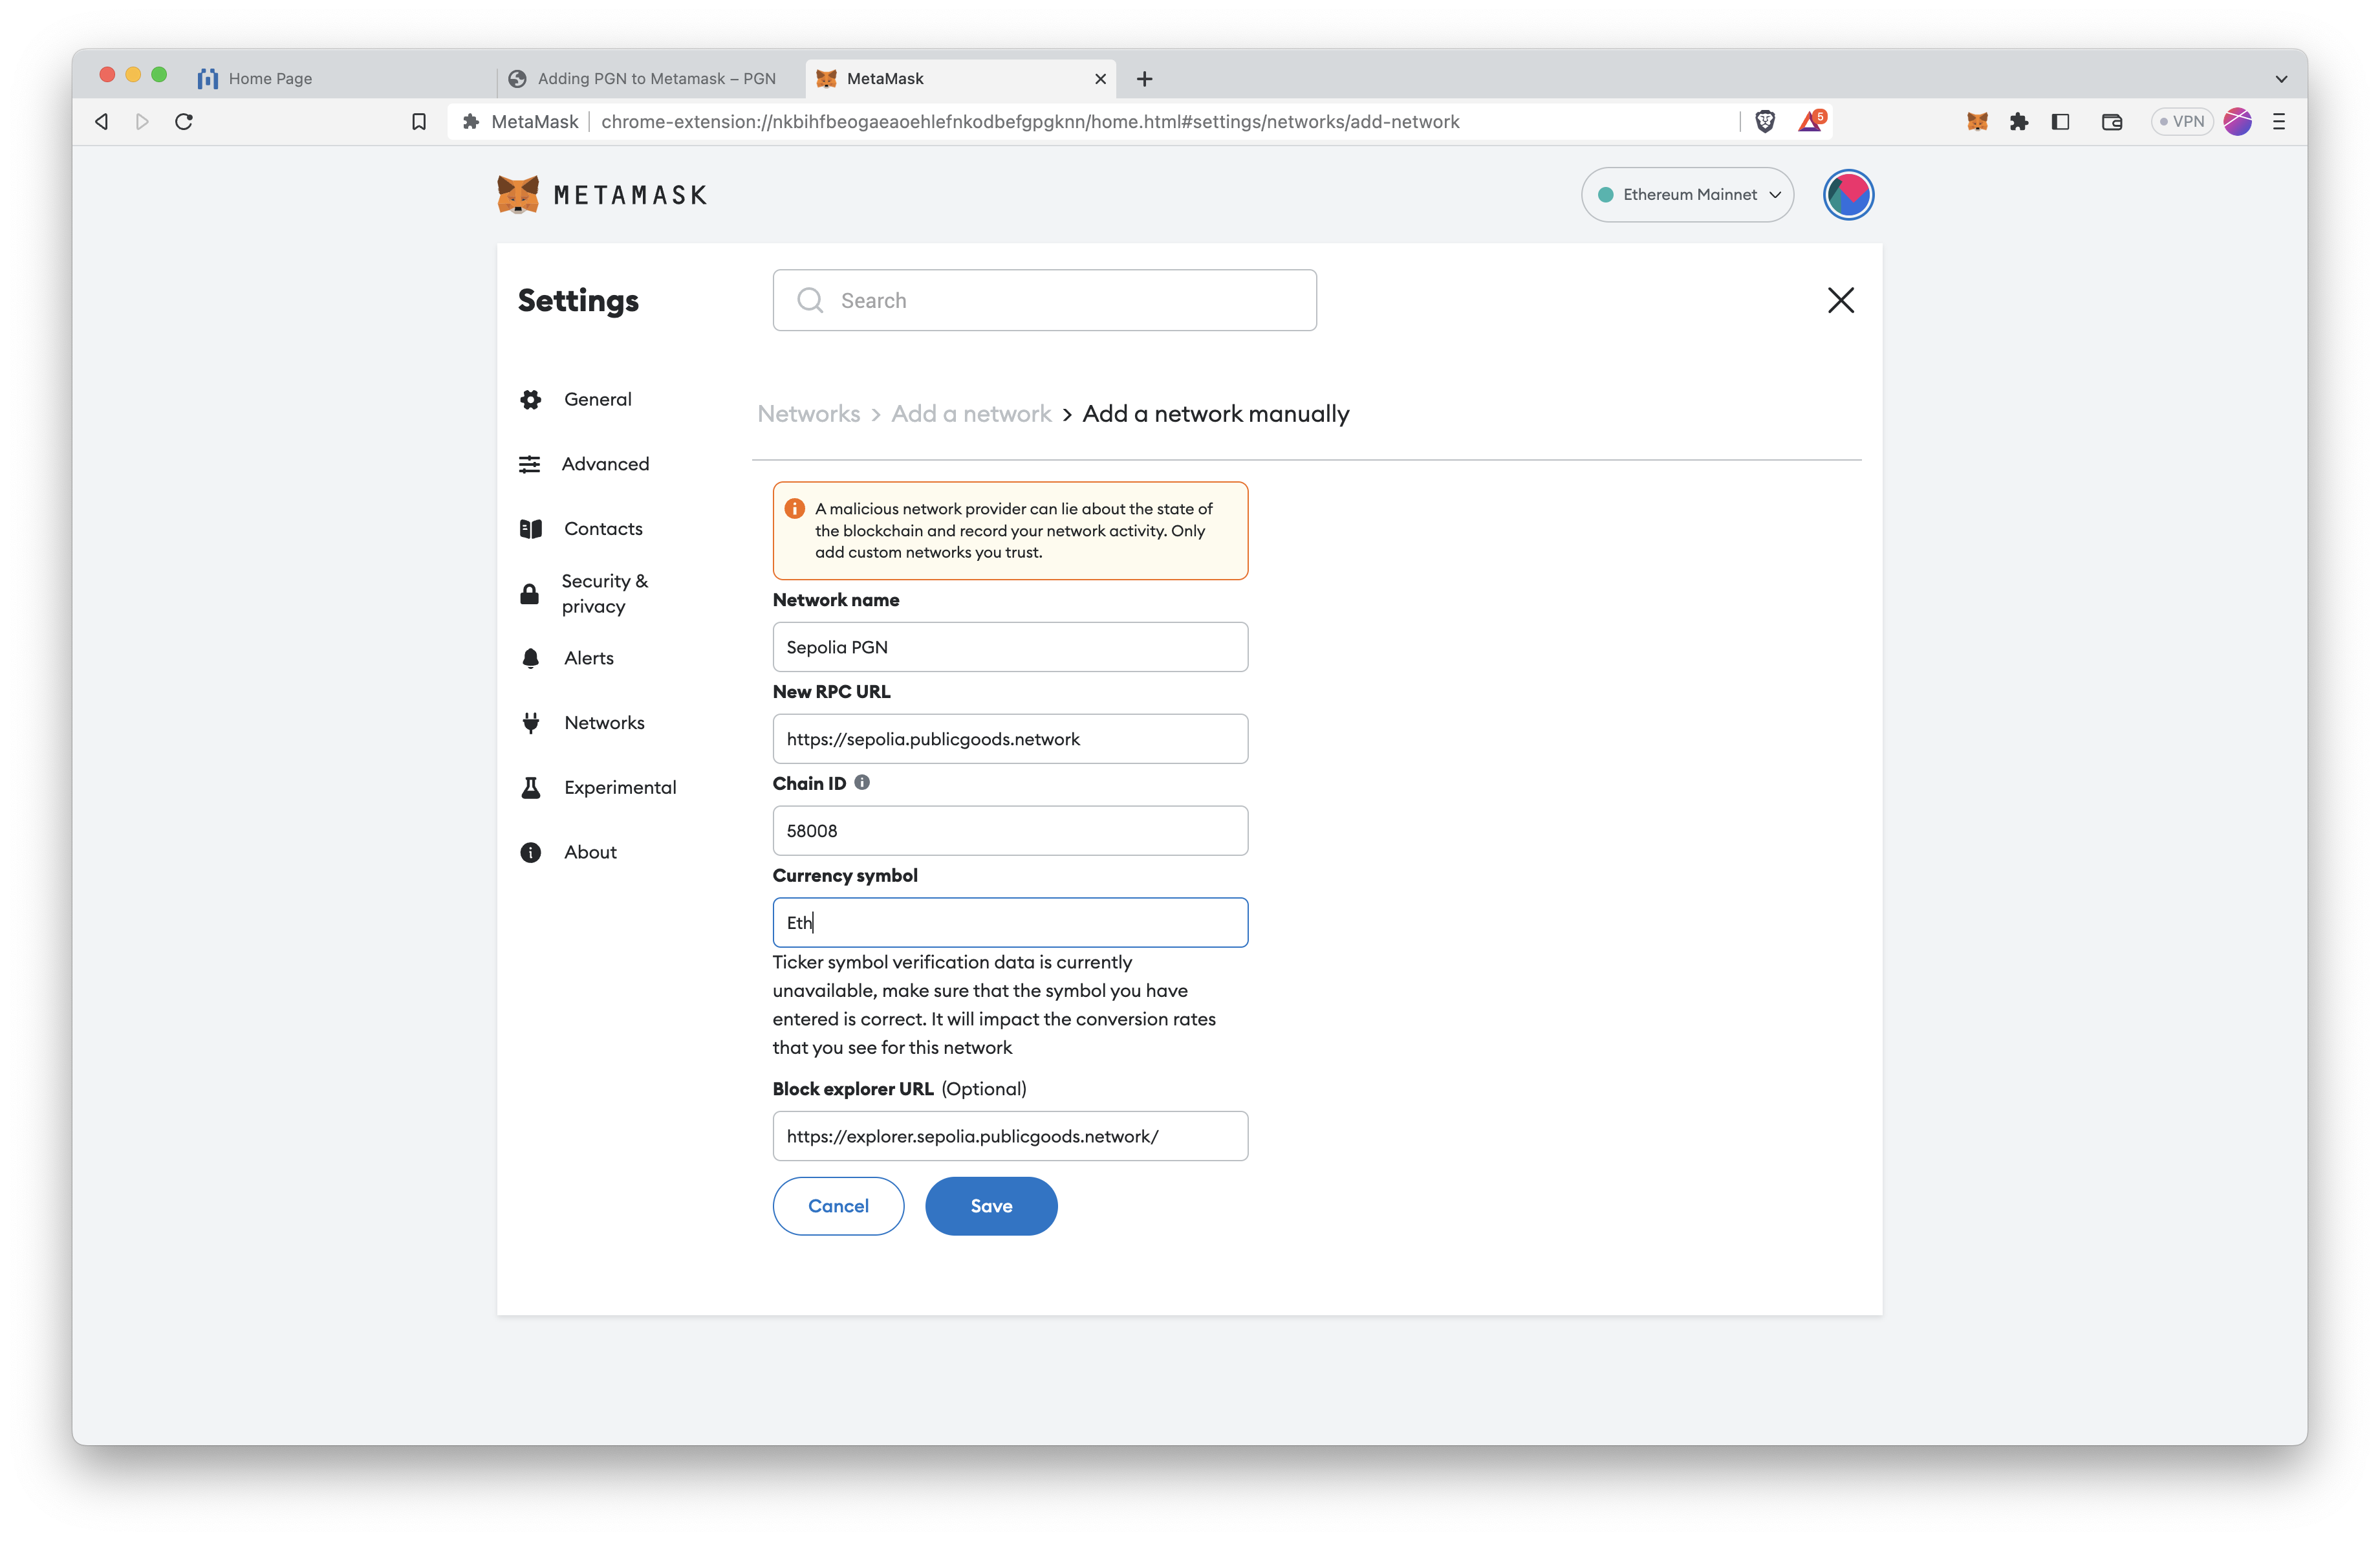 Home Page
Adding PGN to Metamask – PGN
MetaMask
MetaMask
chrome-extension://nkbihfbeogaeaoehlefnkodbefgpgknn/home.html#settings/networks/add-network
5
VPN
METAMASK
Ethereum Mainnet
Settings
Search
General
Advanced
Contacts
Security &
privacy
Alerts
Networks
Experimental
About
Networks > Add a network > Add a network manually
A malicious network provider can lie about the state of
the blockchain and record your network activity. Only
add custom networks you trust.
Network name
Sepolia PGN
New RPC URL
https://sepolia.publicgoods.network
Chain ID
58008
Currency symbol
Eth
Ticker symbol verification data is currently
unavailable, make sure that the symbol you have
entered is correct. It will impact the conversion rates
that you see for this network
Block explorer URL (Optional)
https://explorer.sepolia.publicgoods.network/
Cancel
Save